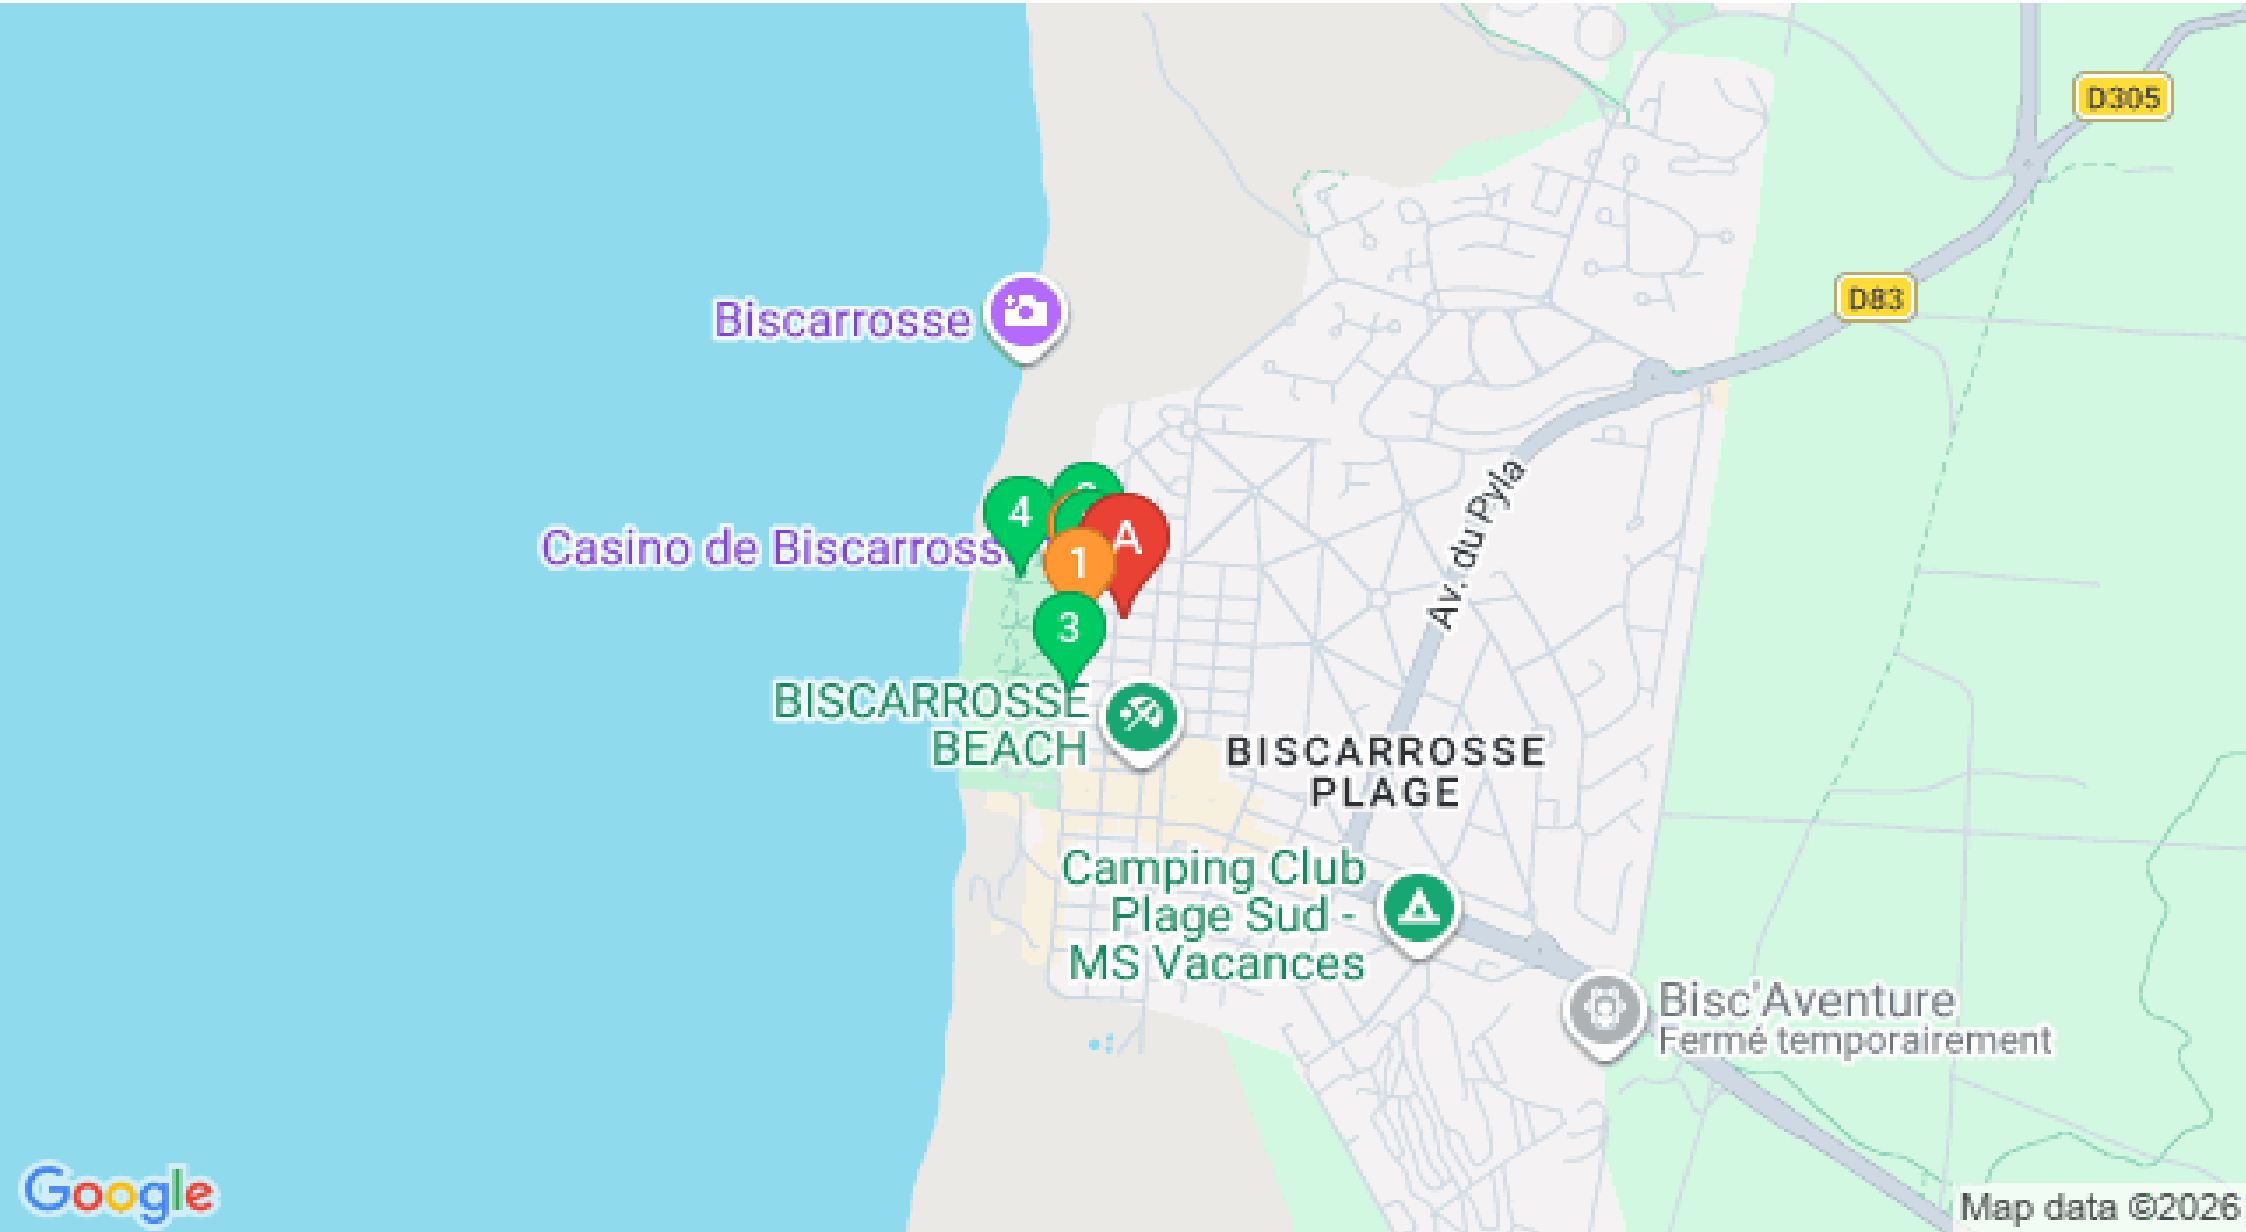 D305
D83
Biscarrosse
Av. du Pyla
4
A
Casino de Biscarross
1
3
BISCARROSSE
BEACH
BISCARROSSE
PLAGE
Camping Club
Plage Sud -
MS Vacances
Bisc'Aventure
Fermé temporairement
Google
Map data ©2026